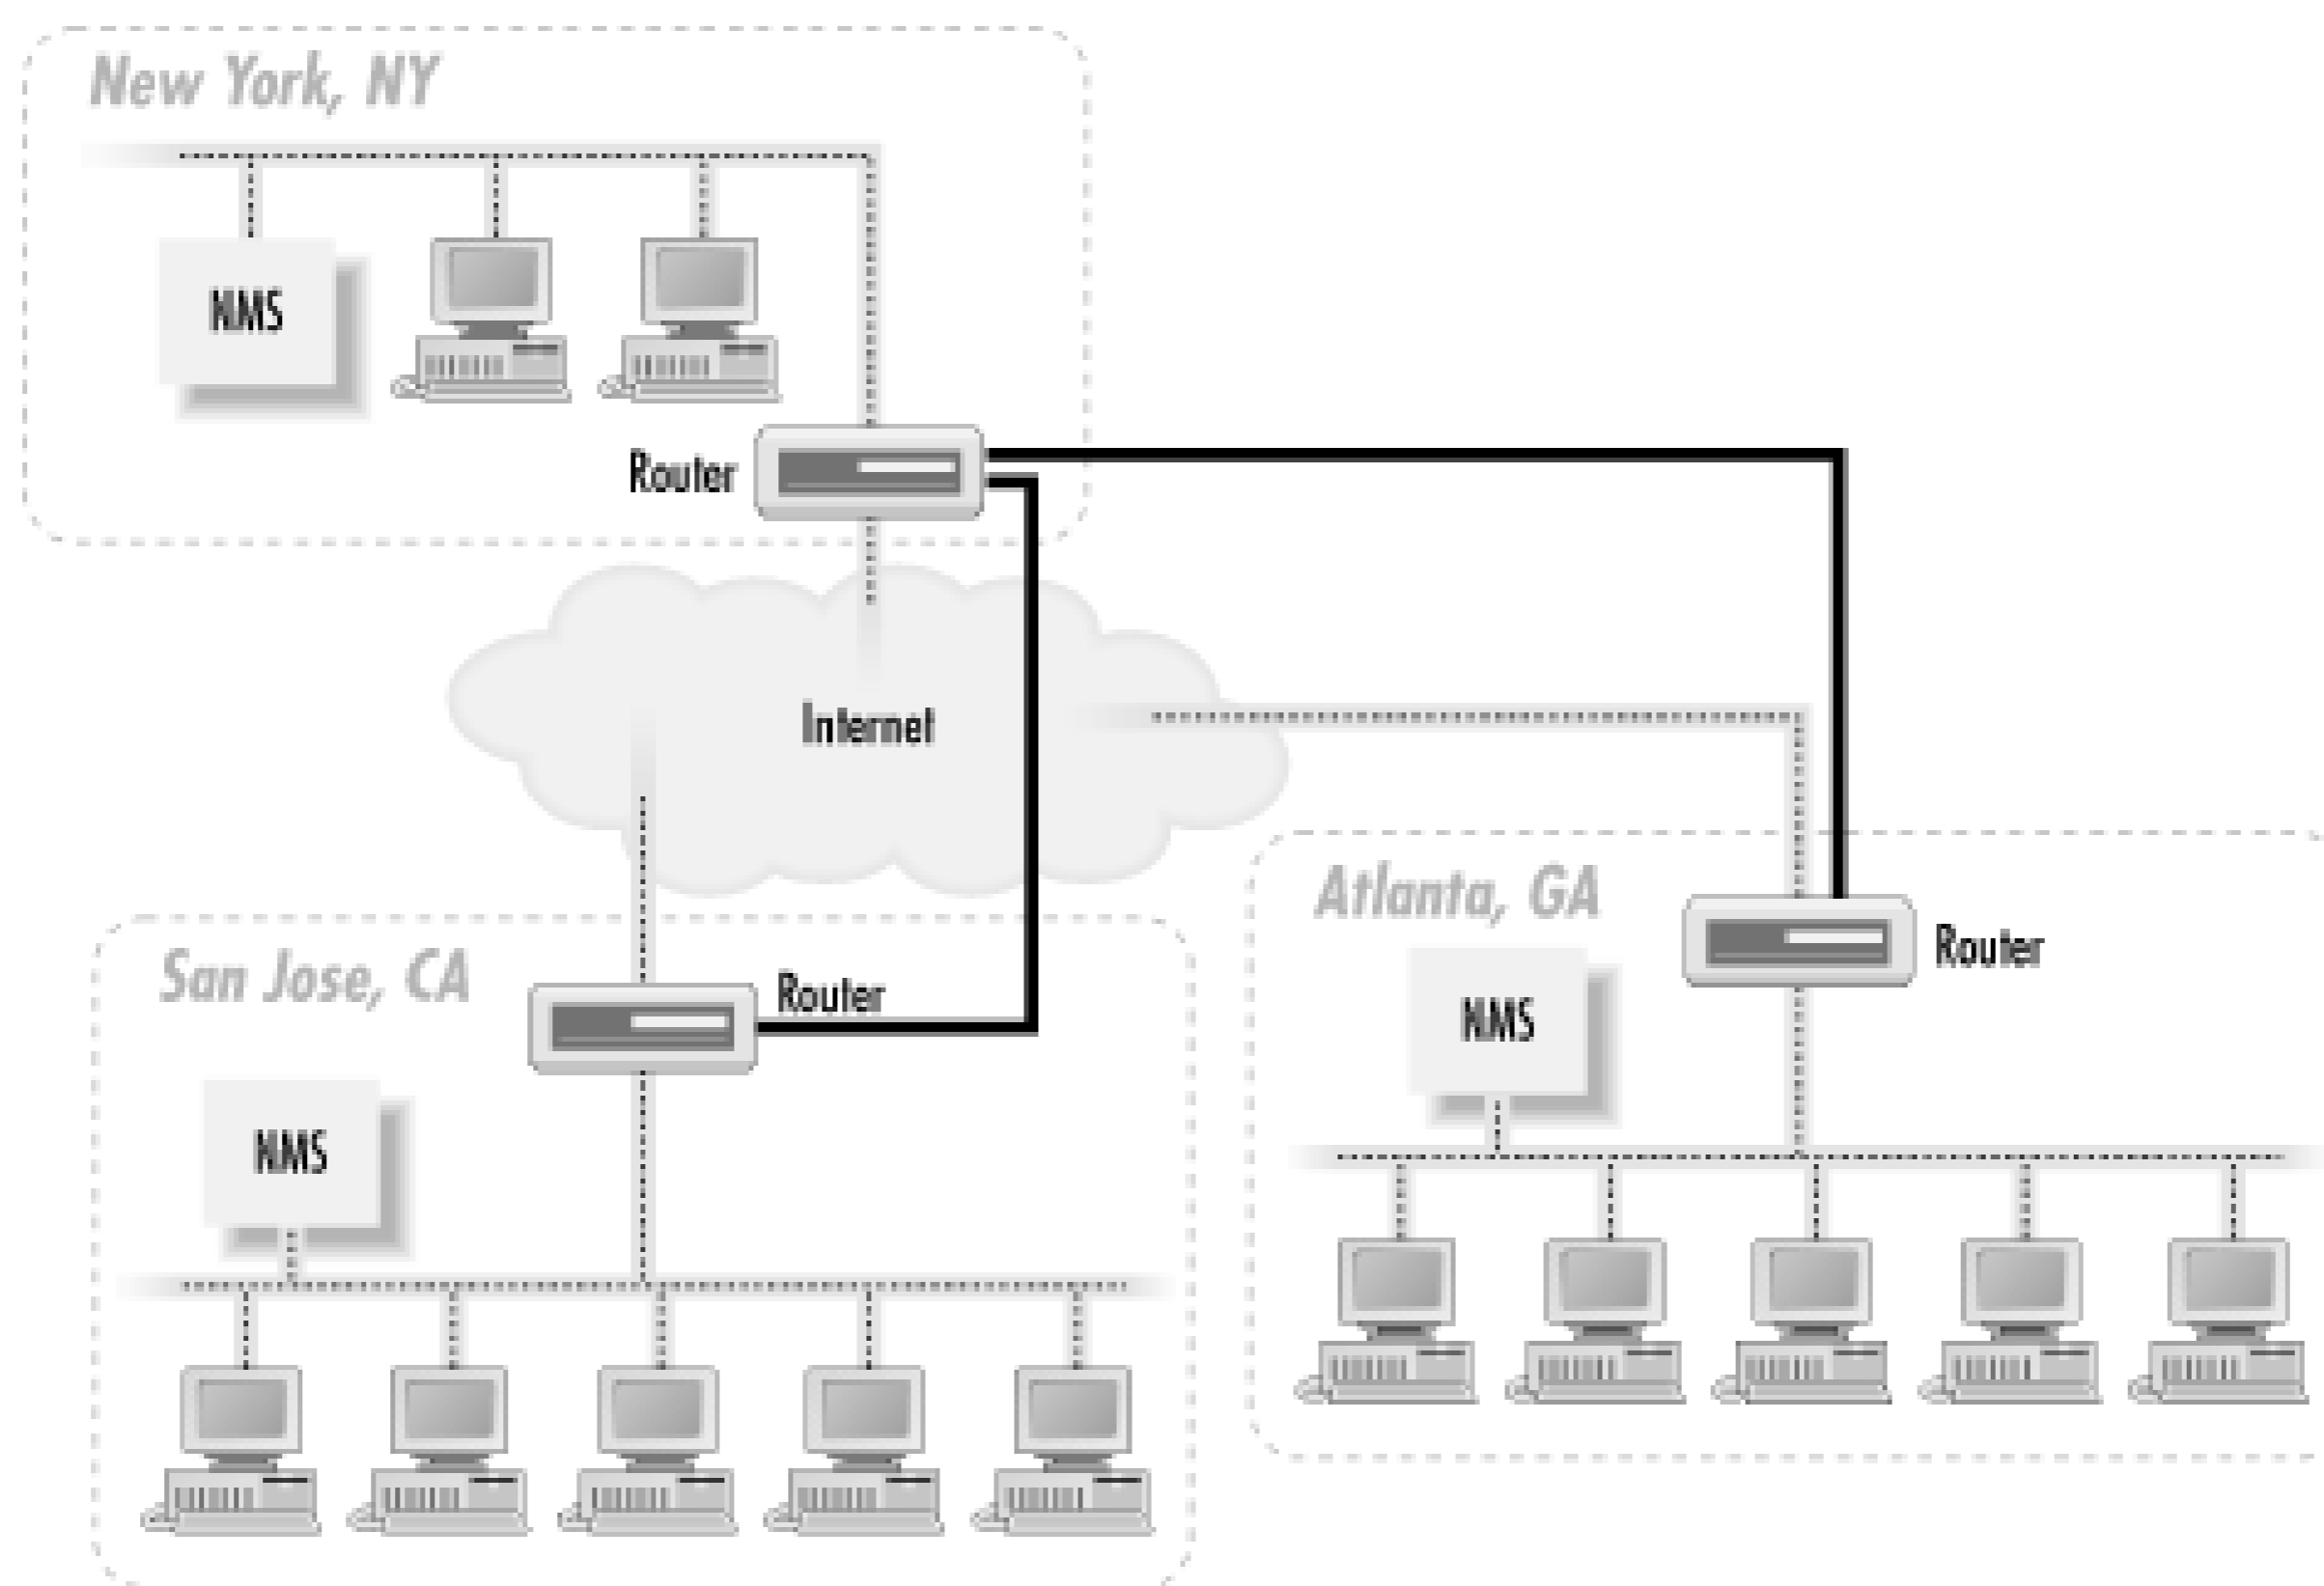 New York, NY
NMS
Router
Internet
Atlanta, GA
Router
NMS
San Jose, CA
Router
NMS